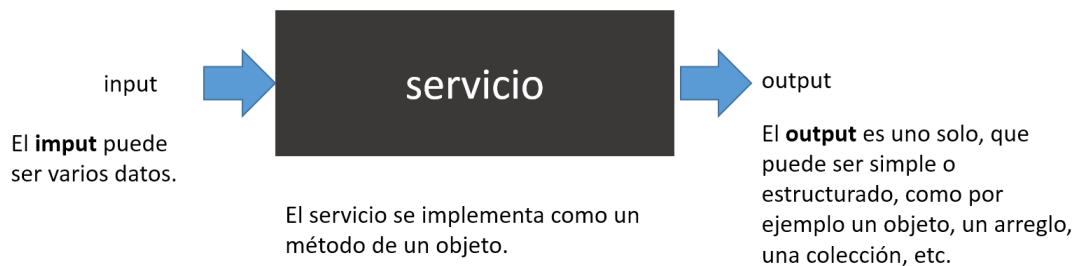 input
servicio
output
El imput puede
ser varios datos.
El servicio se implementa como un
método de un objeto.
El output es uno solo, que
puede ser simple o
estructurado, como por
ejemplo un objeto, un arreglo,
una colección, etc.